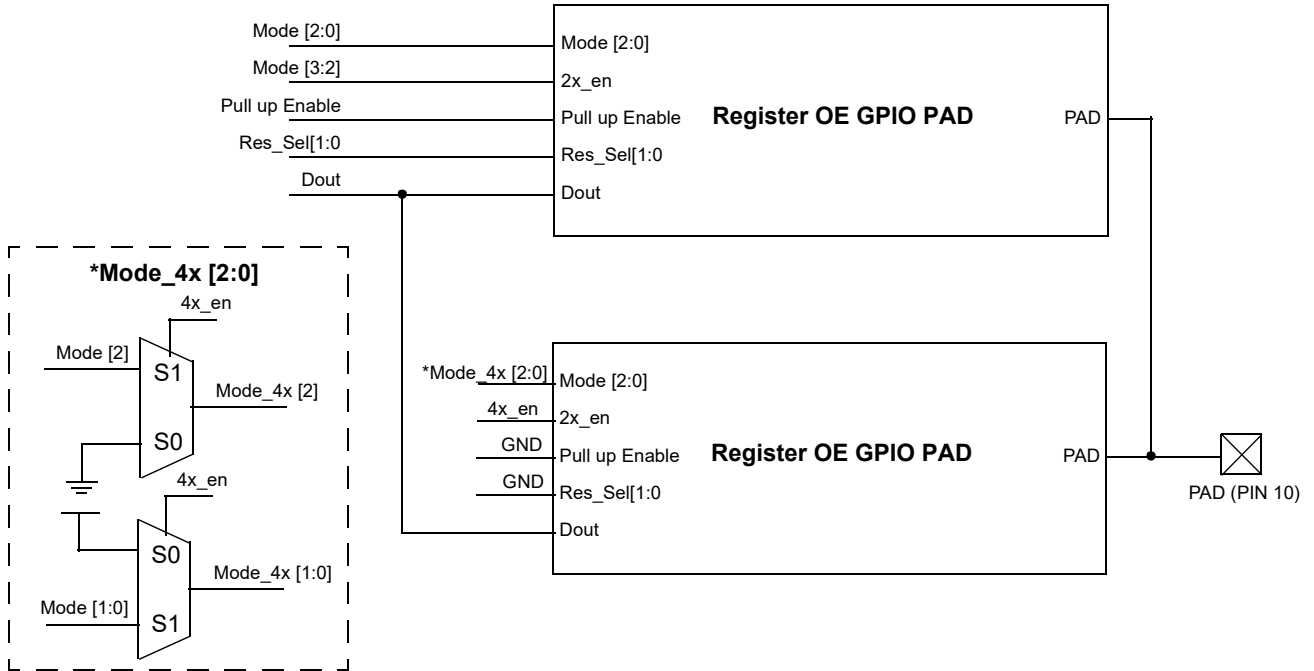 Mode [2:0]
Mode [3:2]
Pull up Enable
Res_Sel[1:0
Dout
Mode [2:0]
2x_en
Pull up Enable
Res_Sel[1:0
Dout
Register OE GPIO PAD
PAD
*Mode_4x [2:0]
4x_en
Mode [2]
S1
S0
Mode_4x [2]
4x_en
S0
S1
Mode [1:0]
Mode_4x [1:0]
*Mode_4x [2:0]
4x_en
GND
GND
Mode [2:0]
2x_en
Pull up Enable
Res_Sel[1:0
Dout
Register OE GPIO PAD
PAD
PAD (PIN 10)